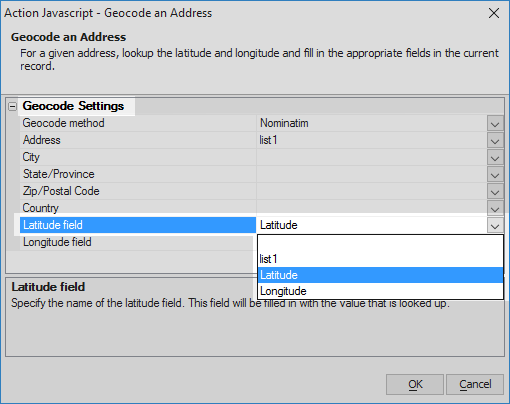 Action Javascript - Geocode an Address
Geocode an Address
For a given address, lookup the latitude and longitude and fill in the appropriate fields in the current
record.
Geocode Settings
Geocode method Nominatim
Address list1
City
State/Province
Zip/Postal Code
Country
Latitude field Latitude
Longitude field
list1
Latitude
Longitude
Latitude field
Specify the name of the latitude field. This field will be filled in with the value that is looked up.
OK Cancel